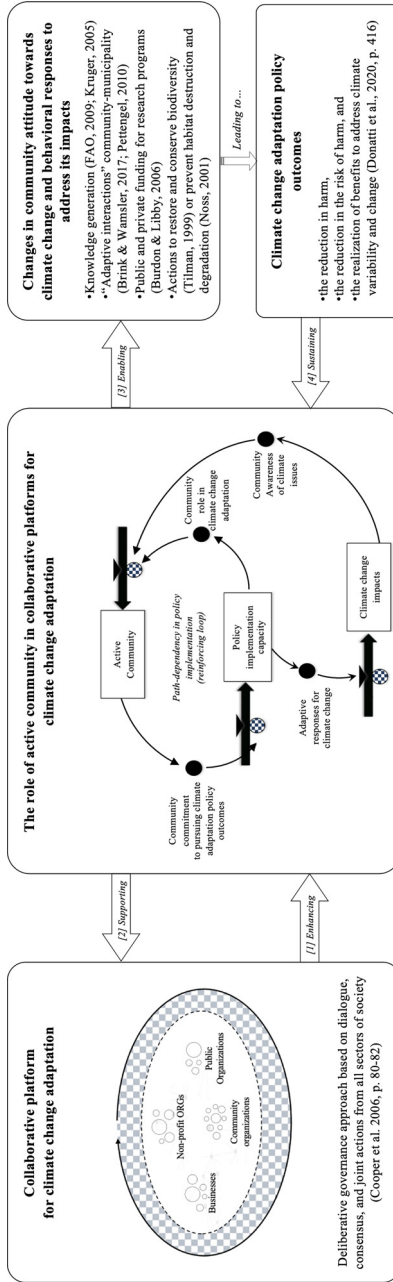 Collaborative platform
for climate change adaptation
Non-profit ORGs
Businesses
Public
Organizations
Community
organizations
Deliberative governance approach based on dialogue,
consensus, and joint actions from all sectors of society
(Cooper et al. 2006, p. 80-82)
[2] Supporting
[1] Enhancing
The role of active community in collaborative platforms for
climate change adaptation
Active
Community
Community
commitment
to pursuing climate
adaptation policy
outcomes
Path-dependency in policy
implementation
(reinforcing loop)
Community
role in
climate change
adaptation
Policy
implementation
capacity
Community
Awareness
of climate
issues
Adaptive
responses for
climate change
Climate change
impacts
[3] Enabling
[4] Sustaining
Changes in community attitude towards
climate change and behavioral responses to
address its impacts
•Knowledge generation (FAO, 2009; Kruger, 2005)
•“Adaptive interactions” community-municipality
(Brink & Wamsler, 2017; Pettengel, 2010)
•Public and private funding for research programs
(Burdon & Libby, 2006)
•Actions to restore and conserve biodiversity
(Tilman, 1999) or prevent habitat destruction and
degradation (Noss, 2001)
Leading to…
Climate change adaptation policy
outcomes
•the reduction in harm,
•the reduction in the risk of harm, and
•the realization of benefits to address climate
variability and change (Donatti et al., 2020, p. 416)